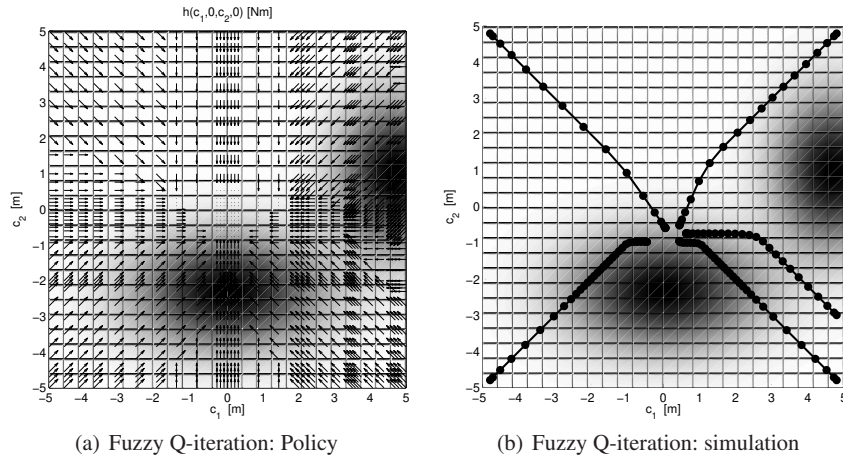 h(c1,0,c2,0) [Nm]
5
4
3
2
1
0
−1
−2
−3
−4
−5
c2 [m]
−5 −4 −3 −2 −1 0 1 2 3 4 5
c1 [m]
(a) Fuzzy Q-iteration: Policy
5
4
3
2
1
0
−1
−2
−3
−4
−5
c2 [m]
−5 −4 −3 −2 −1 0 1 2 3 4 5
c1 [m]
(b) Fuzzy Q-iteration: simulation